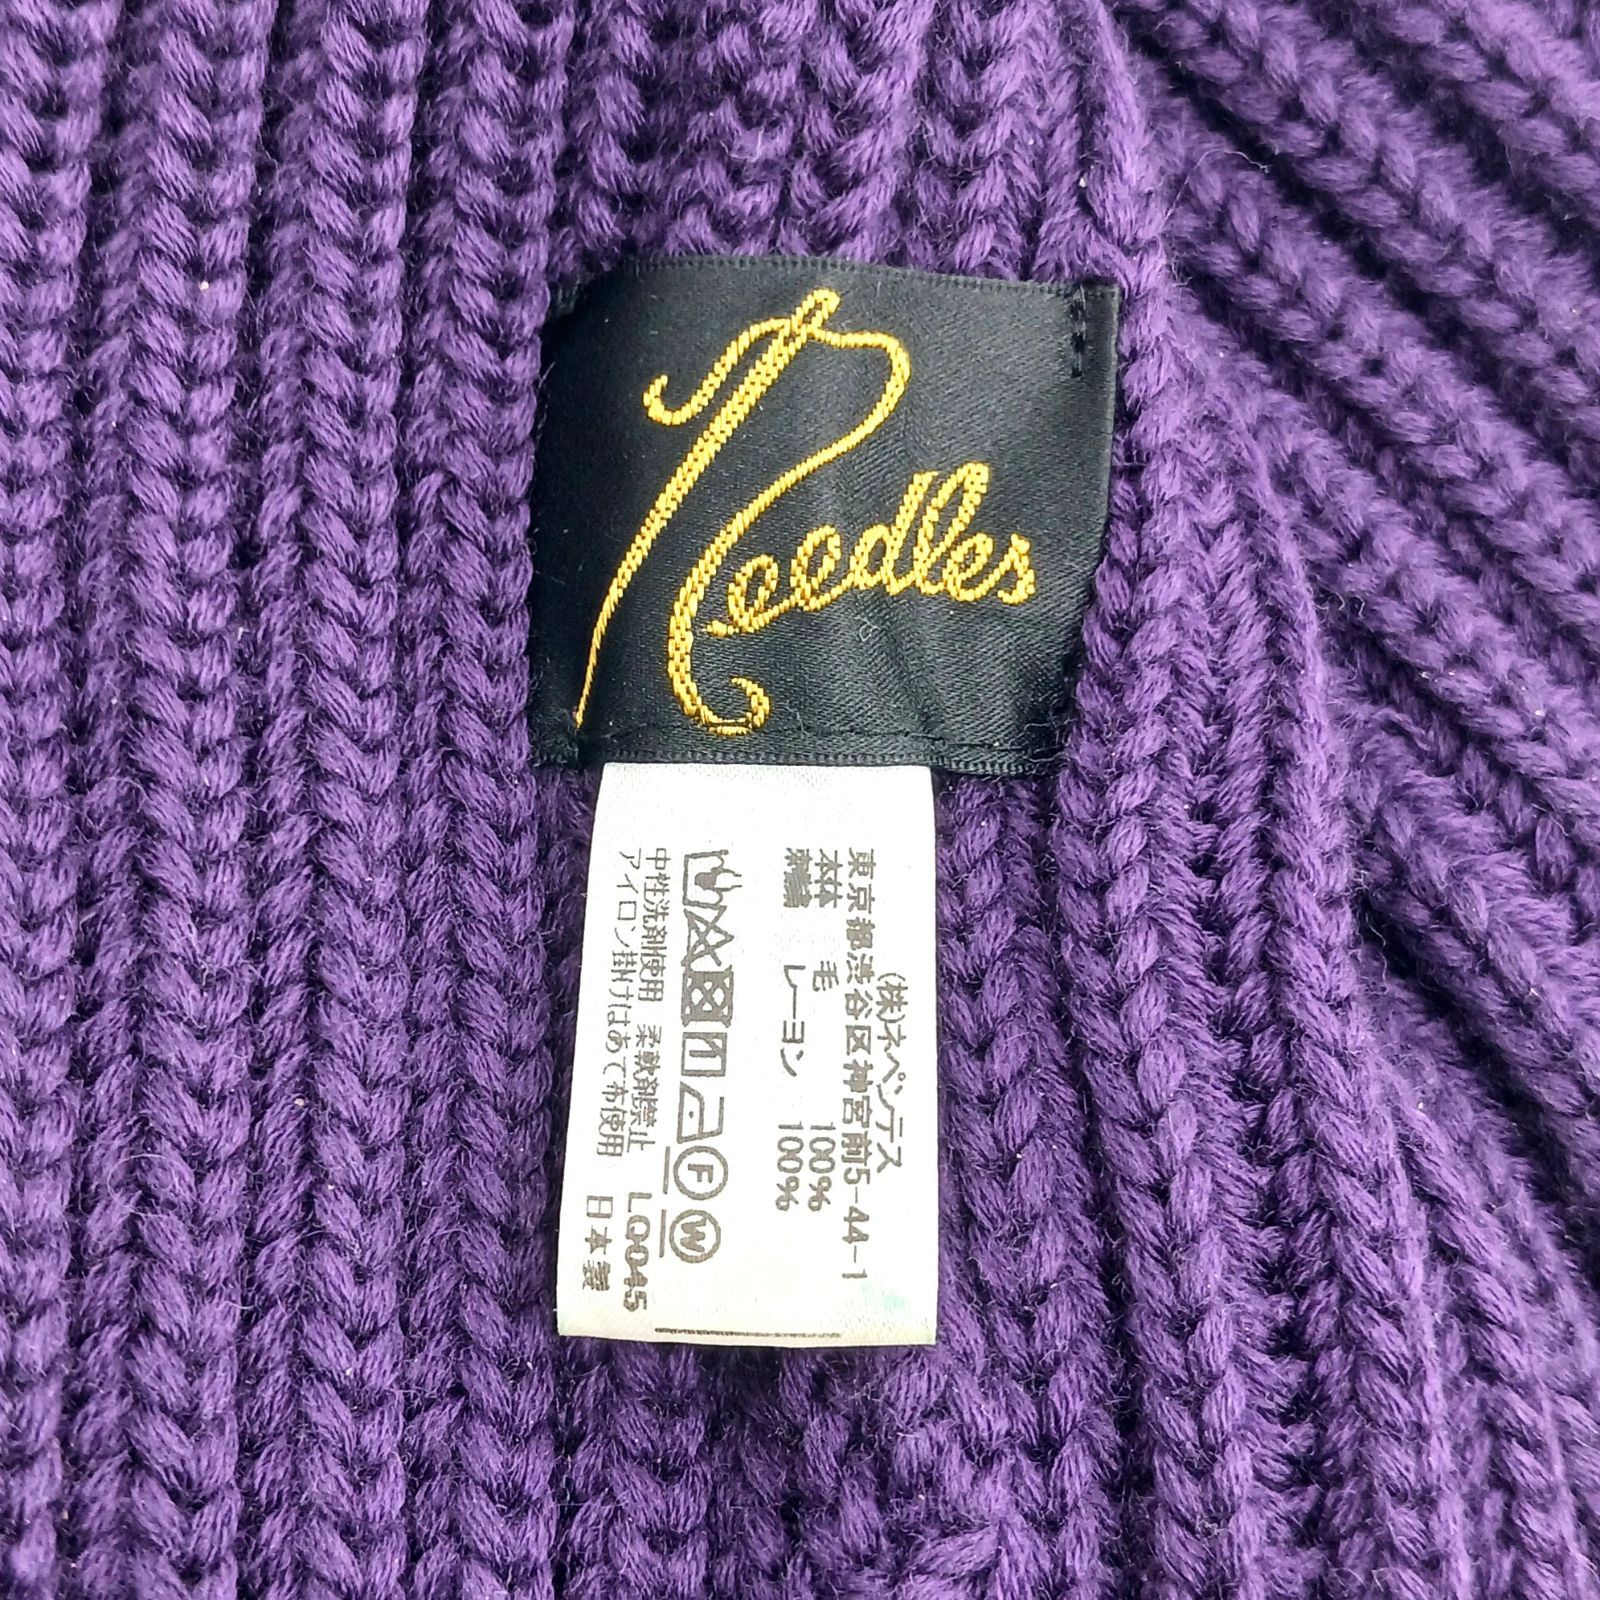 Needles
(株)ネペンテス
東京都渋谷区神宮前5-44-1
本体 毛 100%
刺繍 レーヨン 100%
F W
中性洗剤使用 柔軟剤禁止 LQ045
アイロン掛けはあて布使用 日本製